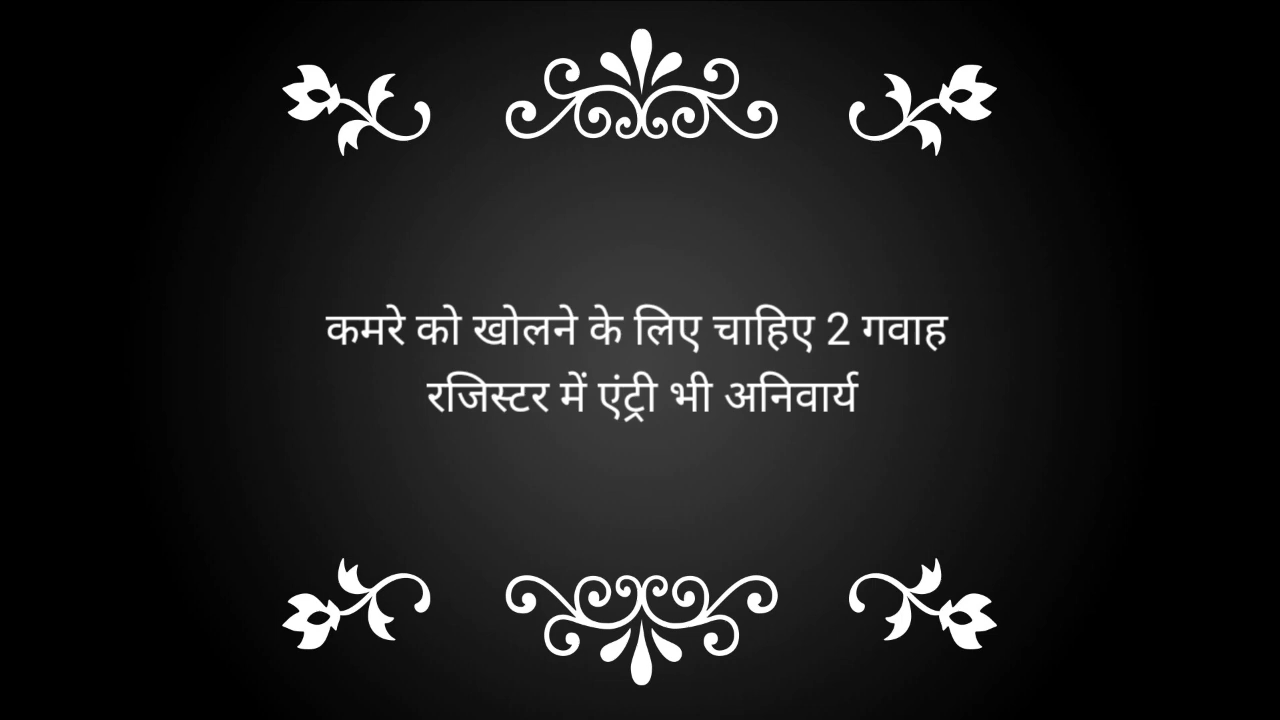 कमरे को खोलने के लिए चाहिए 2 गवाह
रजिस्टर में एंट्री भी अनिवार्य